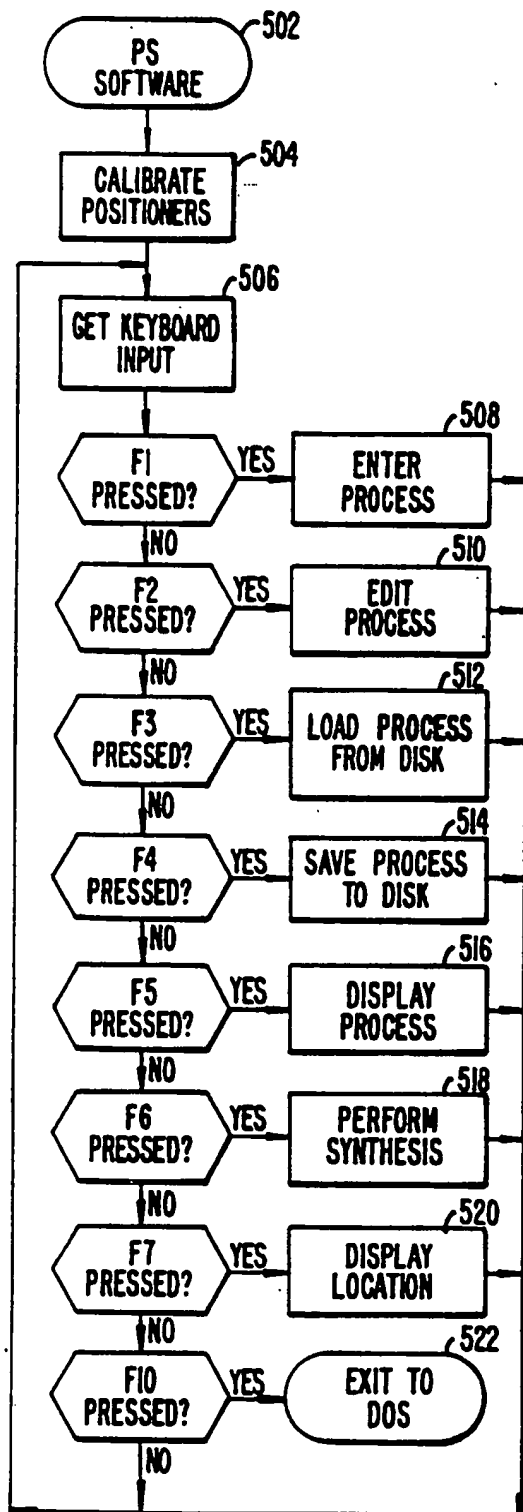 502
PS
SOFTWARE
504
CALIBRATE
POSITIONERS
506
GET KEYBOARD
INPUT
508
F1
PRESSED?
YES
ENTER
PROCESS
NO
510
F2
PRESSED?
YES
EDIT
PROCESS
NO
512
F3
PRESSED?
YES
LOAD PROCESS
FROM DISK
NO
514
F4
PRESSED?
YES
SAVE PROCESS
TO DISK
NO
516
F5
PRESSED?
YES
DISPLAY
PROCESS
NO
518
F6
PRESSED?
YES
PERFORM
SYNTHESIS
NO
520
F7
PRESSED?
YES
DISPLAY
LOCATION
NO
522
F10
PRESSED?
YES
EXIT TO
DOS
NO